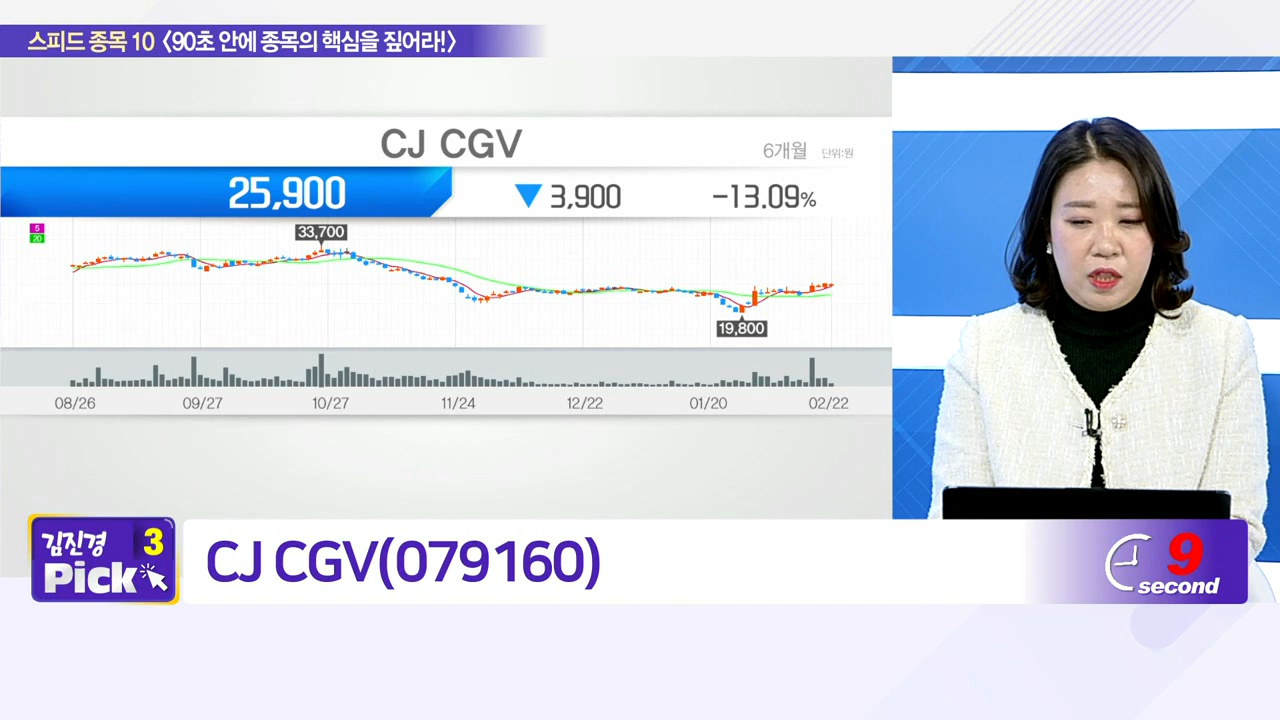 스피드 종목 10 〈90초 안에 종목의 핵심을 짚어라!〉
CJ CGV
6개월 단위:원
25,900 ▼ 3,900 -13.09%
5
20
33,700
19,800
08/26 09/27 10/27 11/24 12/22 01/20 02/22
김진경 3
Pick
CJ CGV(079160)
9
second